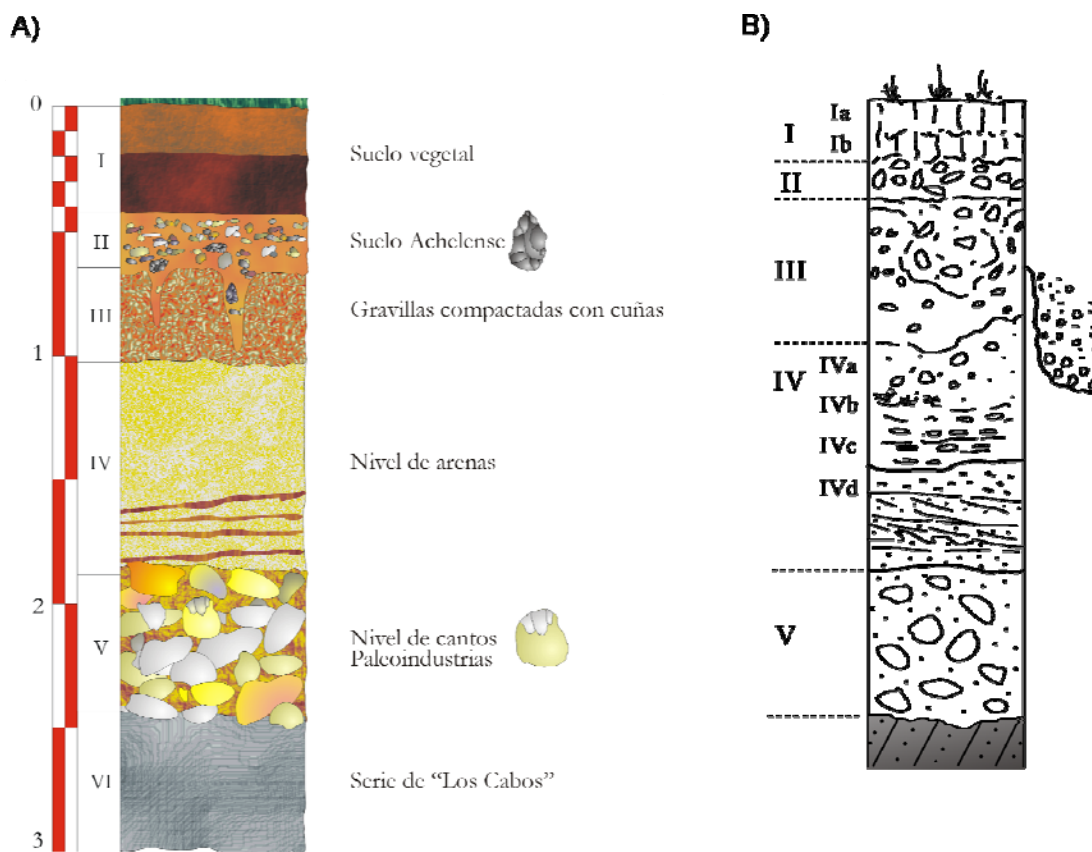 A)
0
I
Suelo vegetal
II
Suelo Achelense
III
Gravillas compactadas con cuñas
1
IV
Nivel de arenas
2
V
Nivel de cantos
Paleoindustrias
VI
Serie de “Los Cabos”
3
B)
Ia
I
Ib
II
III
IV
IVa
IVb
IVc
IVd
V